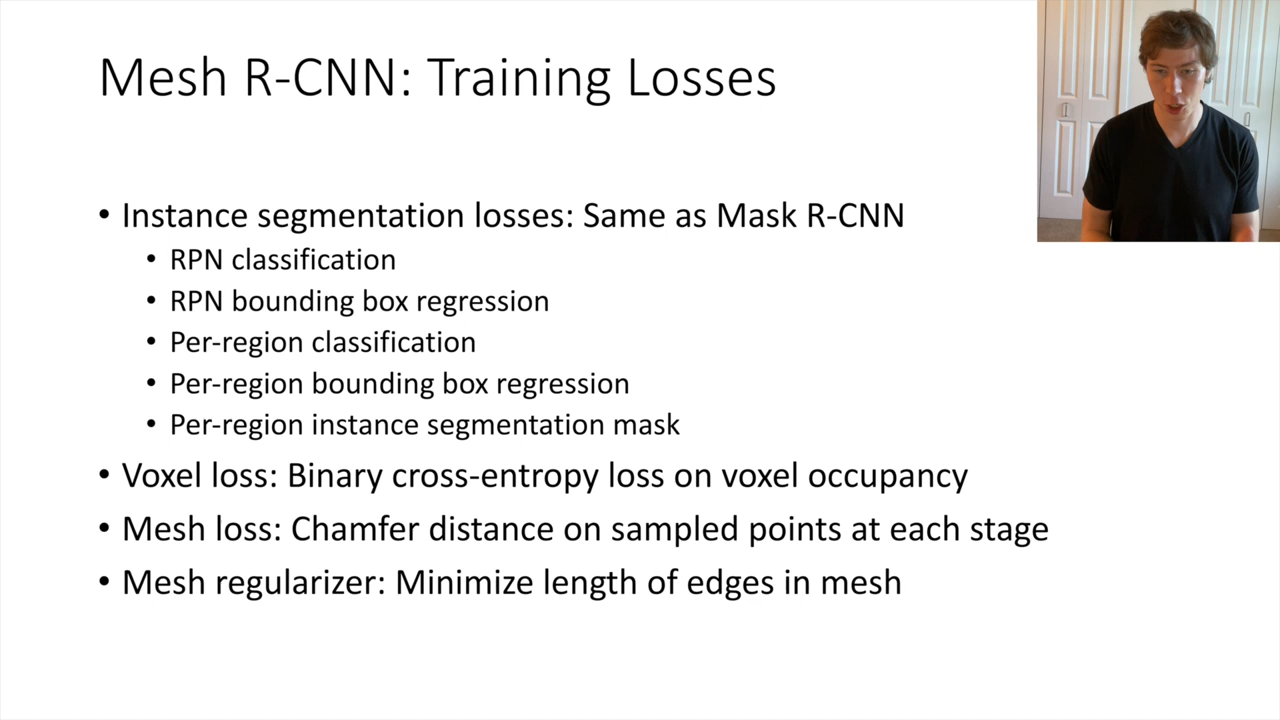 Mesh R-CNN: Training Losses
• Instance segmentation losses: Same as Mask R-CNN
• RPN classification
• RPN bounding box regression
• Per-region classification
• Per-region bounding box regression
• Per-region instance segmentation mask
• Voxel loss: Binary cross-entropy loss on voxel occupancy
• Mesh loss: Chamfer distance on sampled points at each stage
• Mesh regularizer: Minimize length of edges in mesh